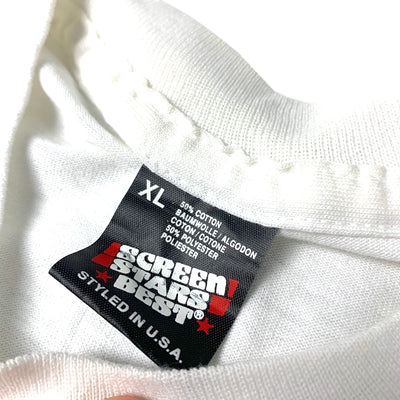 XL
50% COTTON
BAUMWOLLE / ALGODON
COTON / COTONE
50% POLYESTER
POLIESTER
SCREEN
STARS
BEST®
STYLED IN U.S.A.